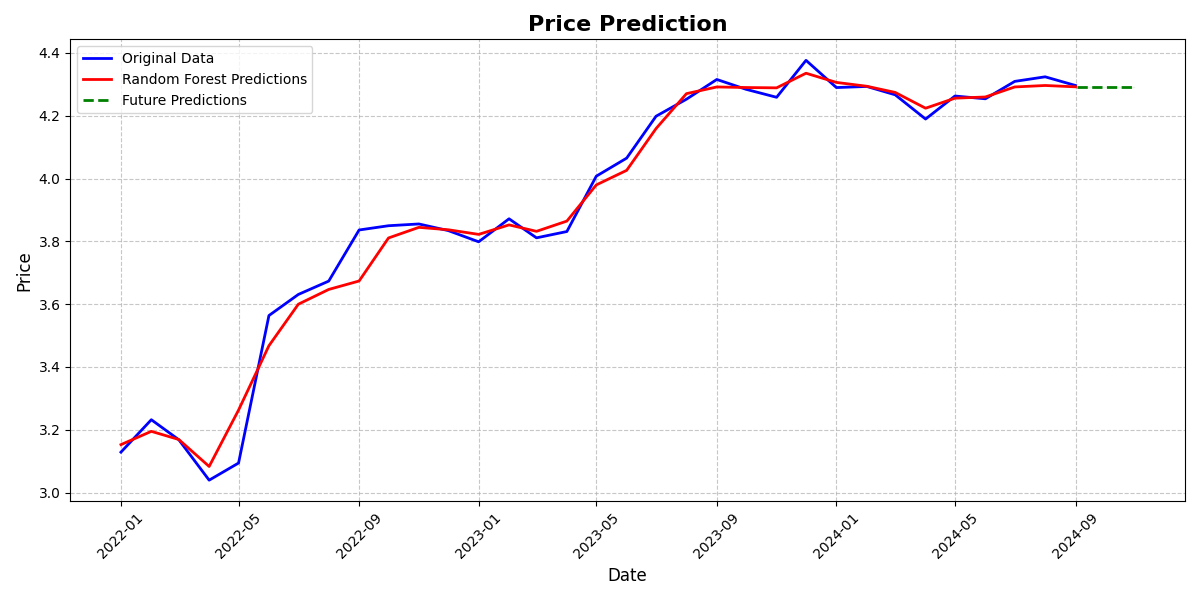 Price Prediction
Original Data
Random Forest Predictions
Future Predictions
Price
4.4
4.2
4.0
3.8
3.6
3.4
3.2
3.0
2022-01
2022-05
2022-09
2023-01
2023-05
2023-09
2024-01
2024-05
2024-09
Date